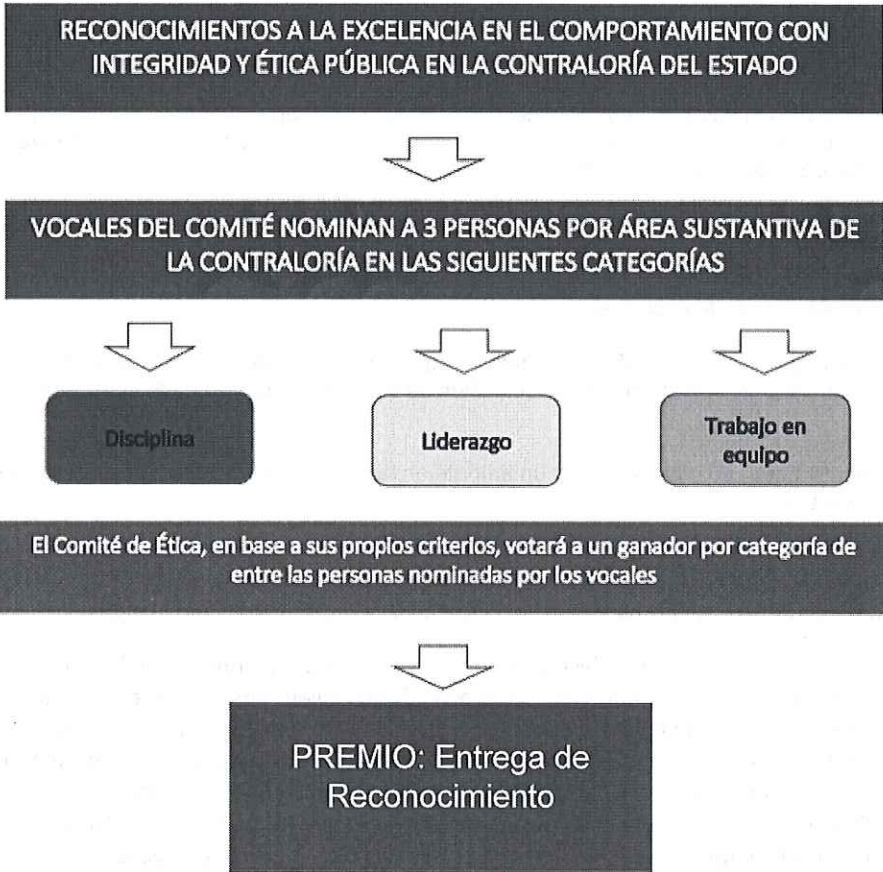 RECONOCIMIENTOS A LA EXCELENCIA EN EL COMPORTAMIENTO CON
INTEGRIDAD Y ÉTICA PÚBLICA EN LA CONTRALORÍA DEL ESTADO
VOCALES DEL COMITÉ NOMINAN A 3 PERSONAS POR ÁREA SUSTANTIVA DE
LA CONTRALORÍA EN LAS SIGUIENTES CATEGORÍAS
Disciplina
Liderazgo
Trabajo en
equipo
El Comité de Ética, en base a sus propios criterios, votará a un ganador por categoría de
entre las personas nominadas por los vocales
PREMIO: Entrega de
Reconocimiento